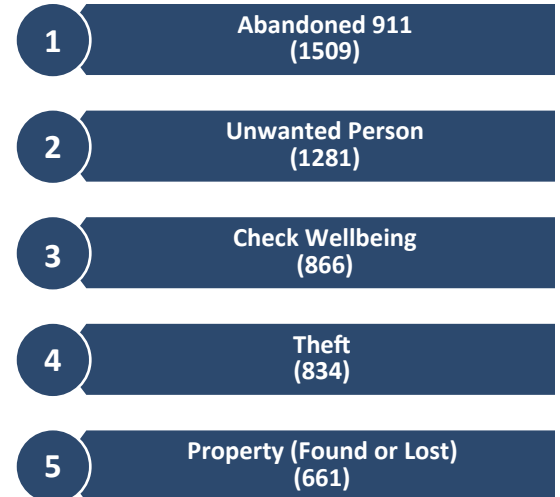 1
Abandoned 911
(1509)
2
Unwanted Person
(1281)
3
Check Wellbeing
(866)
4
Theft
(834)
5
Property (Found or Lost)
(661)